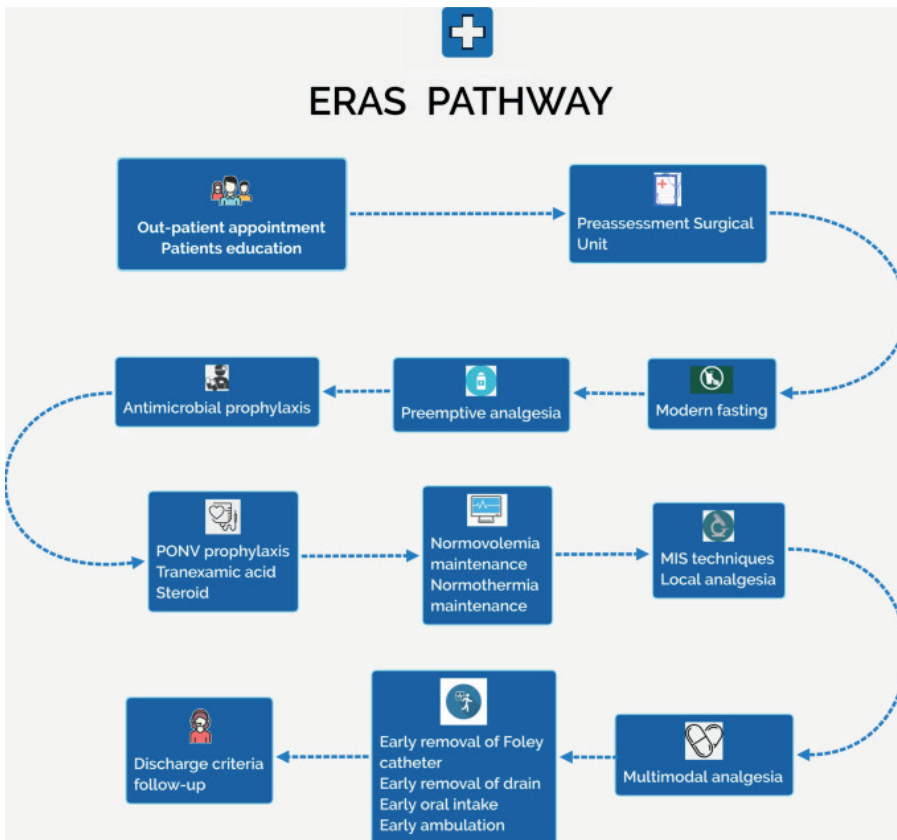 ERAS PATHWAY
Out-patient appointment
Patients education
Preassessment Surgical
Unit
Modern fasting
Preemptive analgesia
Antimicrobial prophylaxis
PONV prophylaxis
Tranexamic acid
Steroid
Normovolemia
maintenance
Normothermia
maintenance
MIS techniques
Local analgesia
Multimodal analgesia
Early removal of Foley
catheter
Early removal of drain
Early oral intake
Early ambulation
Discharge criteria
follow-up